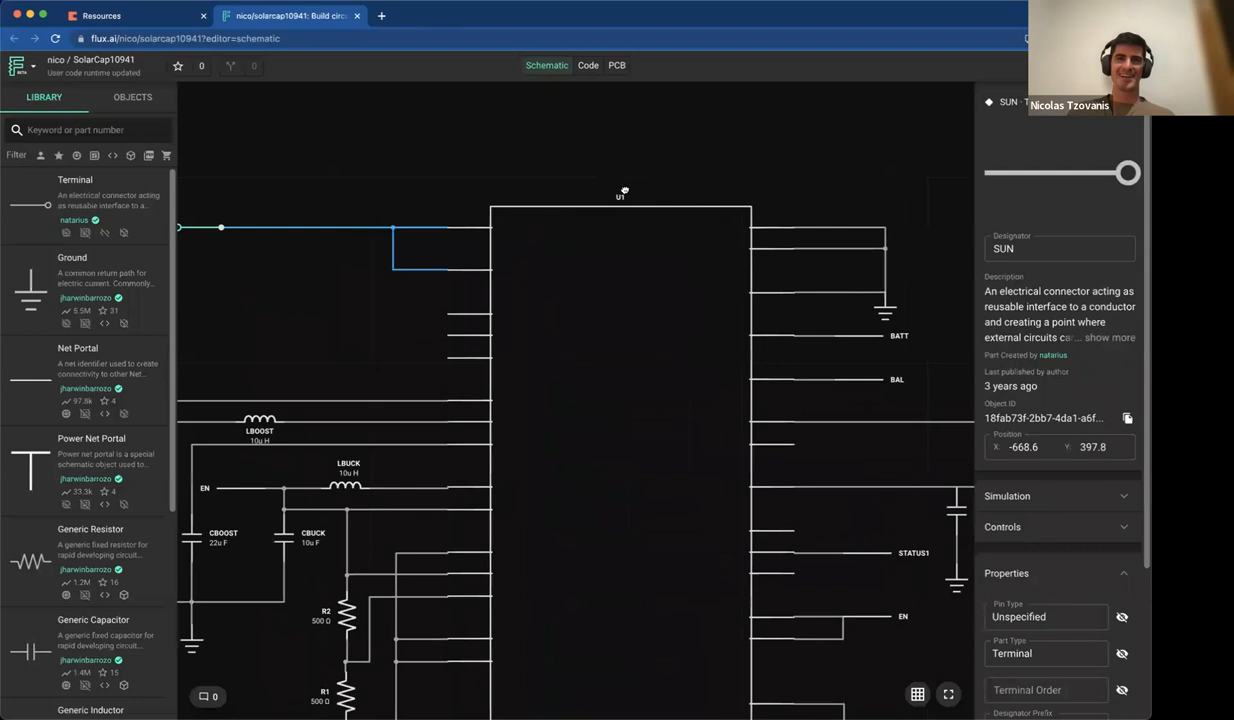 Resources
nico/solarcap10941: Build circ
flux.ai/nico/solarcap10941?editor=schematic
BETA
nico / SolarCap10941
User code runtime updated
0
0
Schematic
Code
PCB
LIBRARY
OBJECTS
Keyword or part number
Filter
Terminal
An electrical connector acting
as reusable interface to a...
natarius
Ground
A common return path for
electric current. Commonly...
jharwinbarrozo
5.5M
31
Net Portal
A net identifier used to create
connectivity to other Net...
jharwinbarrozo
97.8k
4
Power Net Portal
Power net portal is a special
schematic object used to...
jharwinbarrozo
33.3k
4
Generic Resistor
A generic fixed resistor for
rapid developing circuit...
jharwinbarrozo
1.2M
16
Generic Capacitor
A generic fixed capacitor for
rapid developing circuit...
jharwinbarrozo
1.4M
15
Generic Inductor
U1
LBOOST
10u H
LBUCK
10u H
EN
CBOOST
22u F
CBUCK
10u F
R2
500 Ω
R1
500 Ω
BATT
BAL
STATUS1
EN
0
Nicolas Tzovanis
SUN · T
Designator
SUN
Description
An electrical connector acting as
reusable interface to a conductor
and creating a point where
external circuits ca... show more
Part Created by natarius
Last published by author
3 years ago
Object ID
18fab73f-2bb7-4da1-a6f...
Position
X: -668.6
Y: 397.8
Simulation
Controls
Properties
Pin Type
Unspecified
Part Type
Terminal
Terminal Order
Designator Prefix